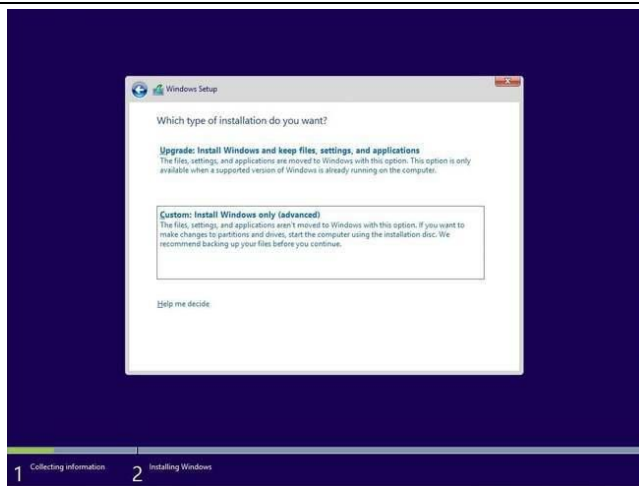 Windows Setup
Which type of installation do you want?
Upgrade: Install Windows and keep files, settings, and applications
The files, settings, and applications are moved to Windows with this option. This option is only
available when a supported version of Windows is already running on the computer.
Custom: Install Windows only (advanced)
The files, settings, and applications aren't moved to Windows with this option. If you want to
make changes to partitions and drives, start the computer using the installation disc. We
recommend backing up your files before you continue.
Help me decide
1 Collecting information 2 Installing Windows